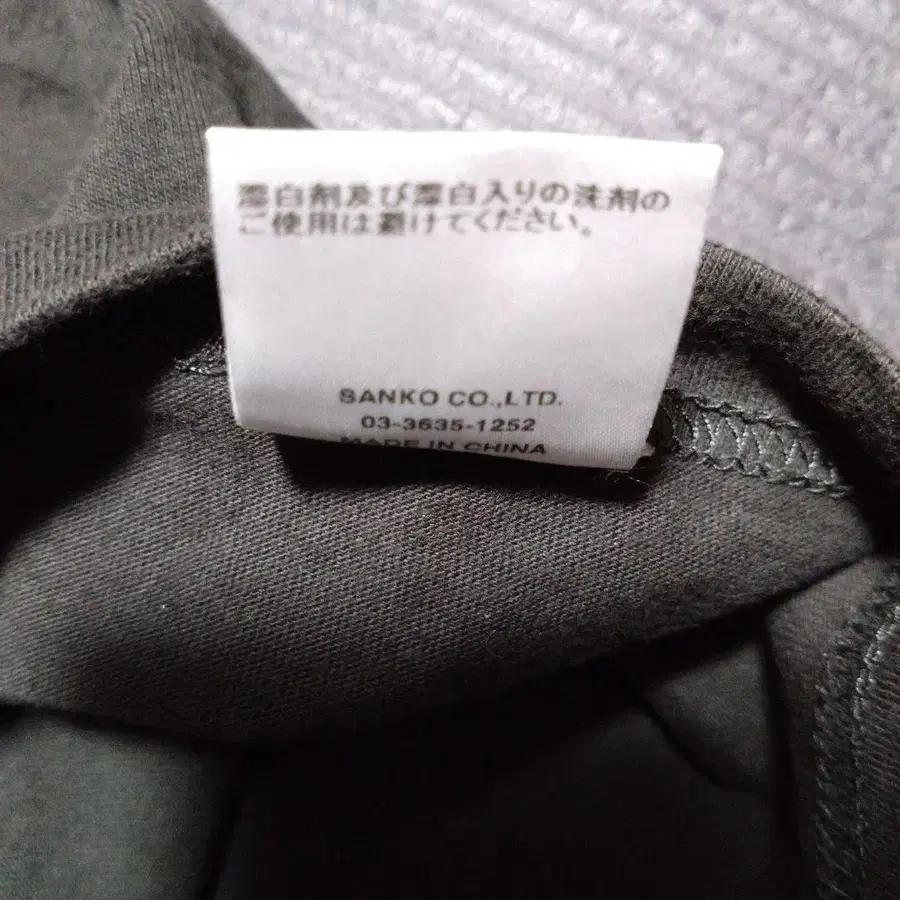 漂白剤及び漂白入りの洗剤の
ご使用は避けてください。
SANKO CO.,LTD.
03-3635-1252
MADE IN CHINA